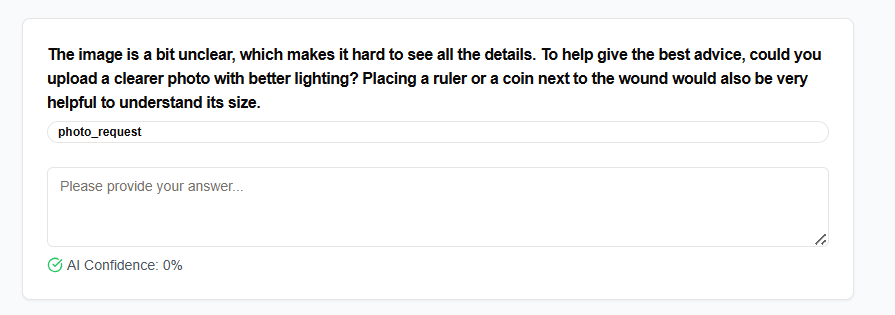 The image is a bit unclear, which makes it hard to see all the details. To help give the best advice, could you
upload a clearer photo with better lighting? Placing a ruler or a coin next to the wound would also be very
helpful to understand its size.
photo_request
Please provide your answer...
AI Confidence: 0%